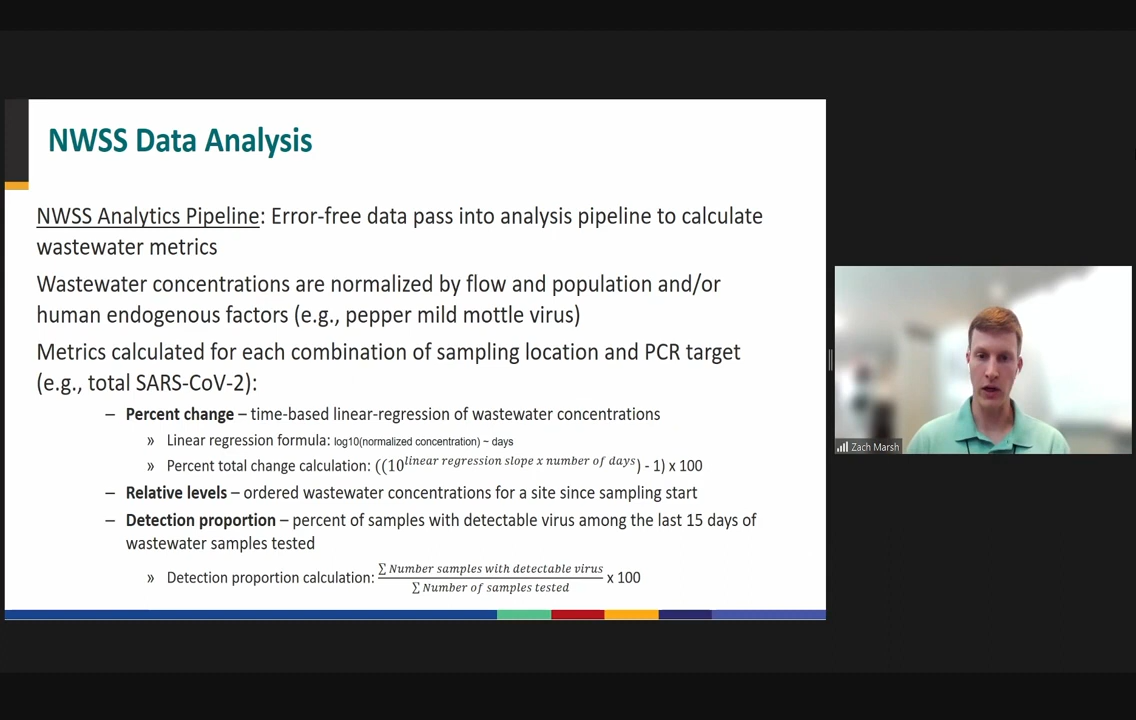 NWSS Data Analysis
NWSS Analytics Pipeline: Error-free data pass into analysis pipeline to calculate
wastewater metrics
Wastewater concentrations are normalized by flow and population and/or
human endogenous factors (e.g., pepper mild mottle virus)
Metrics calculated for each combination of sampling location and PCR target
(e.g., total SARS-CoV-2):
– Percent change – time-based linear-regression of wastewater concentrations
» Linear regression formula: log10(normalized concentration) ~ days
» Percent total change calculation: ((10^linear regression slope x number of days) - 1) x 100
– Relative levels – ordered wastewater concentrations for a site since sampling start
– Detection proportion – percent of samples with detectable virus among the last 15 days of
wastewater samples tested
» Detection proportion calculation: ∑ Number samples with detectable virus / ∑ Number of samples tested x 100
Zach Marsh